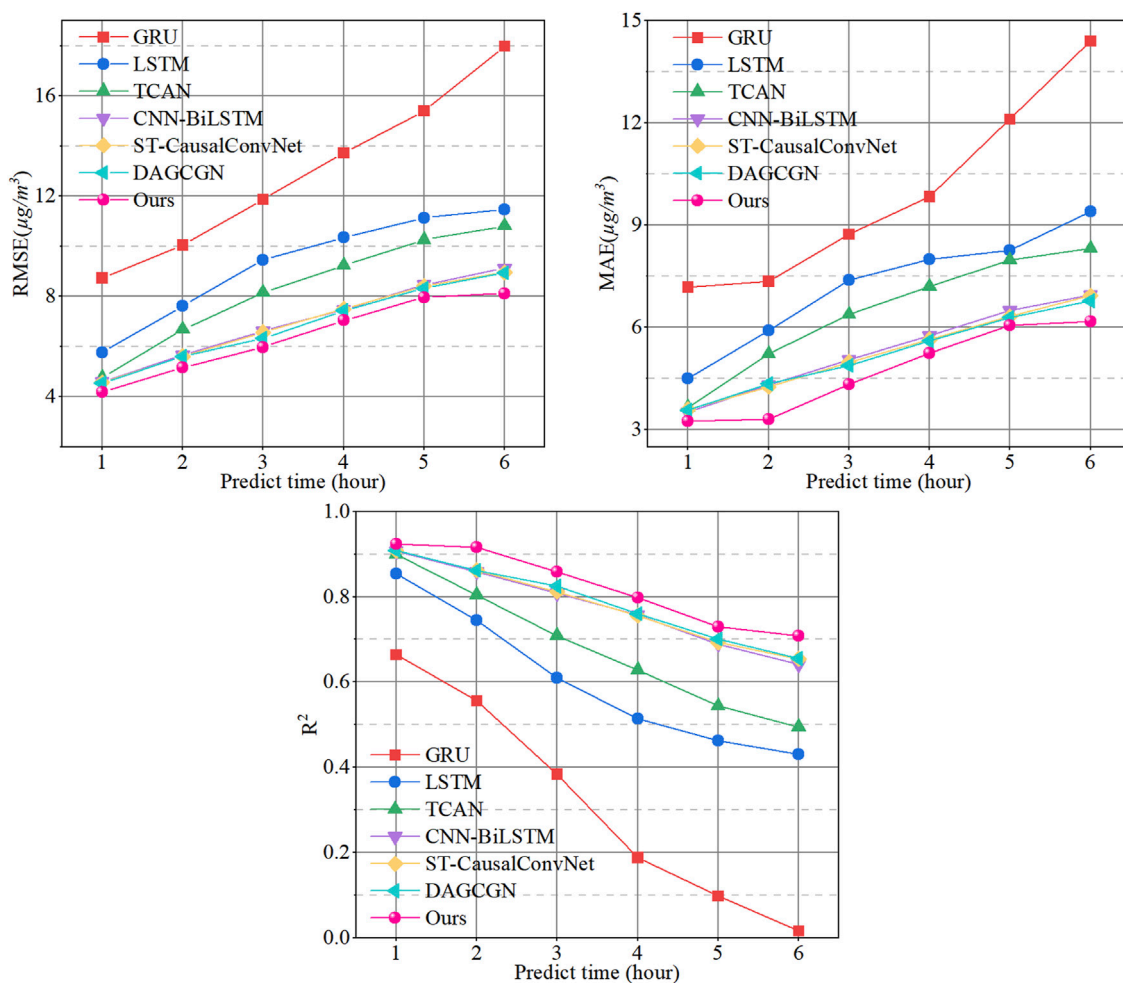 GRU
LSTM
TCAN
CNN-BiLSTM
ST-CausalConvNet
DAGCGN
Ours
RMSE(μg/m³)
16
12
8
4
1 2 3 4 5 6
Predict time (hour)
GRU
LSTM
TCAN
CNN-BiLSTM
ST-CausalConvNet
DAGCGN
Ours
MAE(μg/m³)
15
12
9
6
3
1 2 3 4 5 6
Predict time (hour)
R²
1.0
0.8
0.6
0.4
0.2
0.0
GRU
LSTM
TCAN
CNN-BiLSTM
ST-CausalConvNet
DAGCGN
Ours
1 2 3 4 5 6
Predict time (hour)